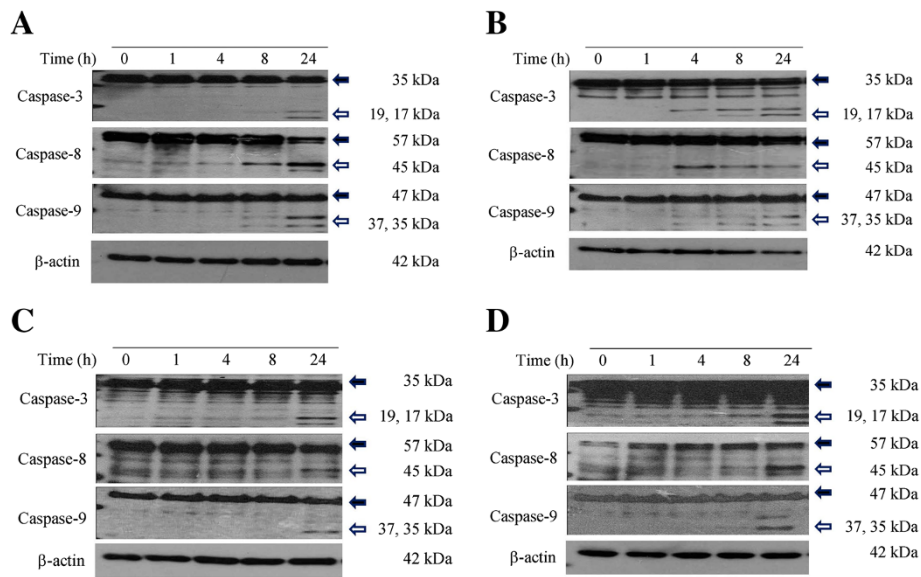 A
Time (h) 0 1 4 8 24
Caspase-3
35 kDa
19, 17 kDa
Caspase-8
57 kDa
45 kDa
Caspase-9
47 kDa
37, 35 kDa
β-actin
42 kDa
B
Time (h) 0 1 4 8 24
Caspase-3
35 kDa
19, 17 kDa
Caspase-8
57 kDa
45 kDa
Caspase-9
47 kDa
37, 35 kDa
β-actin
42 kDa
C
Time (h) 0 1 4 8 24
Caspase-3
35 kDa
19, 17 kDa
Caspase-8
57 kDa
45 kDa
Caspase-9
47 kDa
37, 35 kDa
β-actin
42 kDa
D
Time (h) 0 1 4 8 24
Caspase-3
35 kDa
19, 17 kDa
Caspase-8
57 kDa
45 kDa
Caspase-9
47 kDa
37, 35 kDa
β-actin
42 kDa